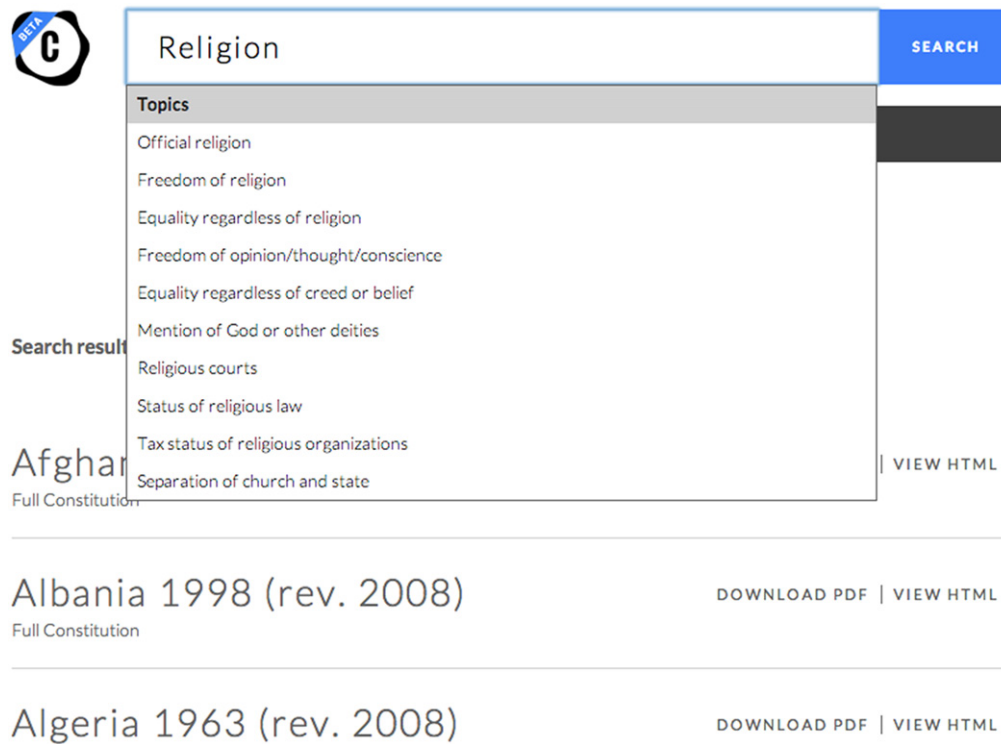 BETA
C
Religion
SEARCH
Topics
Official religion
Freedom of religion
Equality regardless of religion
Freedom of opinion/thought/conscience
Equality regardless of creed or belief
Mention of God or other deities
Search result
Religious courts
Status of religious law
Tax status of religious organizations
Afghan
| VIEW HTML
Separation of church and state
Full Constitution
Albania 1998 (rev. 2008)
DOWNLOAD PDF | VIEW HTML
Full Constitution
Algeria 1963 (rev. 2008)
DOWNLOAD PDF | VIEW HTML